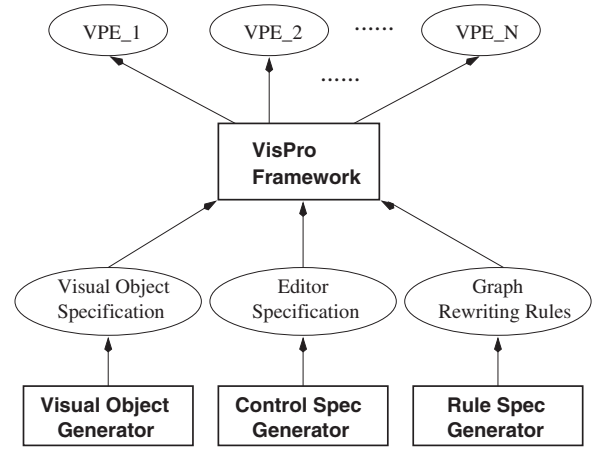 VPE_1
VPE_2
......
VPE_N
......
VisPro
Framework
Visual Object
Specification
Editor
Specification
Graph
Rewriting Rules
Visual Object
Generator
Control Spec
Generator
Rule Spec
Generator